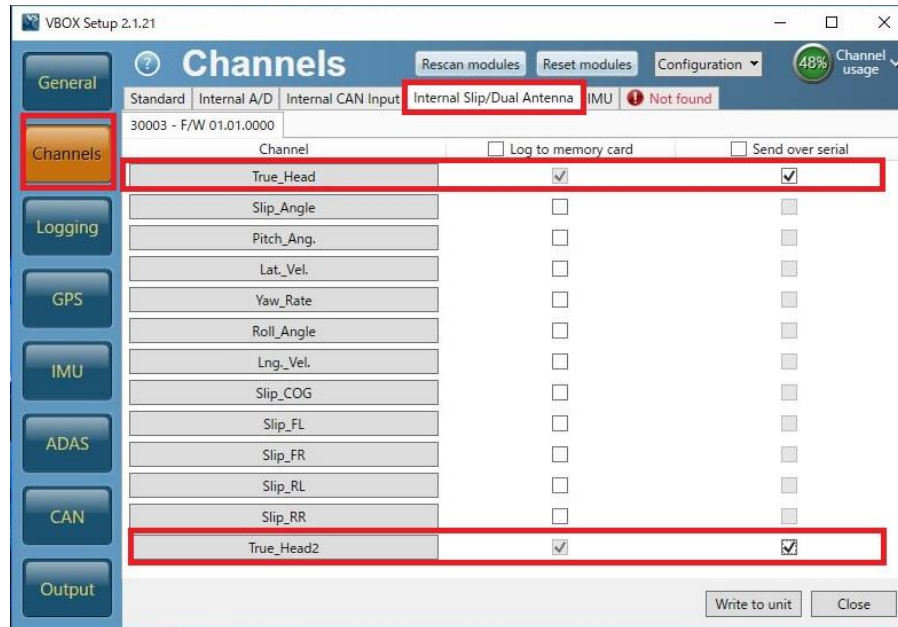 VBOX Setup 2.1.21
General
Channels
Logging
GPS
IMU
ADAS
CAN
Output
? Channels
Rescan modules Reset modules Configuration 48% Channel usage
Standard Internal A/D Internal CAN Input Internal Slip/Dual Antenna IMU Not found
30003 - F/W 01.01.0000
Channel Log to memory card Send over serial
True_Head
Slip_Angle
Pitch_Ang.
Lat._Vel.
Yaw_Rate
Roll_Angle
Lng._Vel.
Slip_COG
Slip_FL
Slip_FR
Slip_RL
Slip_RR
True_Head2
Write to unit Close